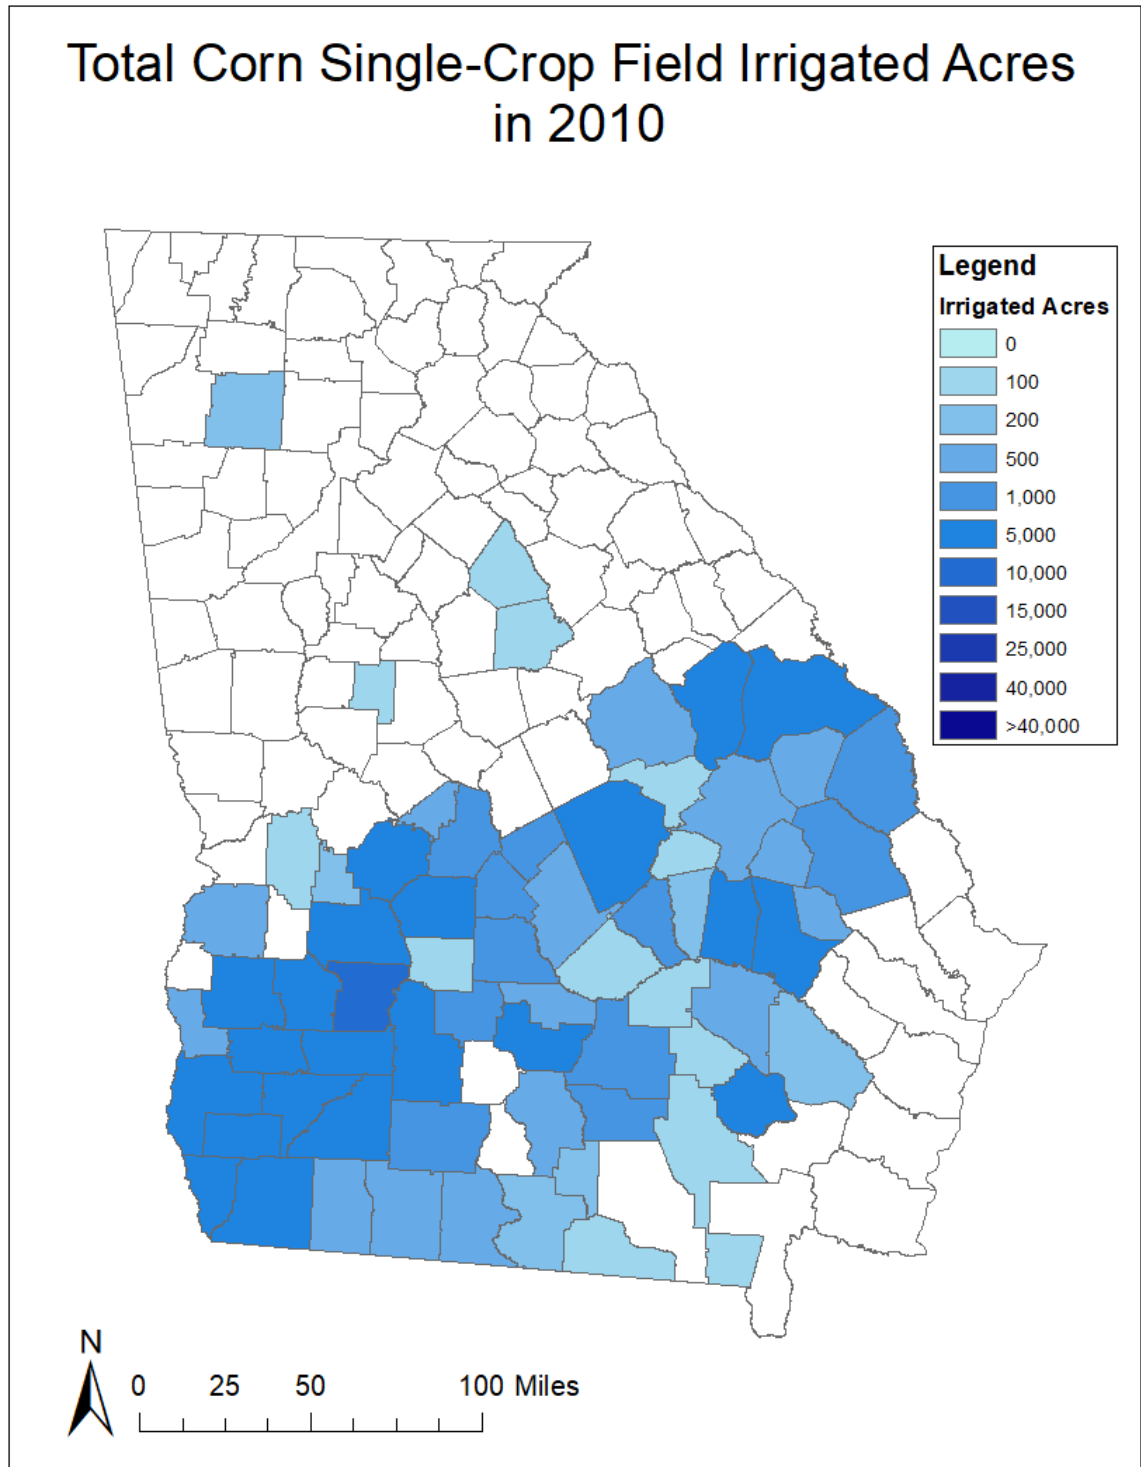 Total Corn Single-Crop Field Irrigated Acres
in 2010
Legend
Irrigated Acres
0
100
200
500
1,000
5,000
10,000
15,000
25,000
40,000
>40,000
N
0 25 50 100 Miles